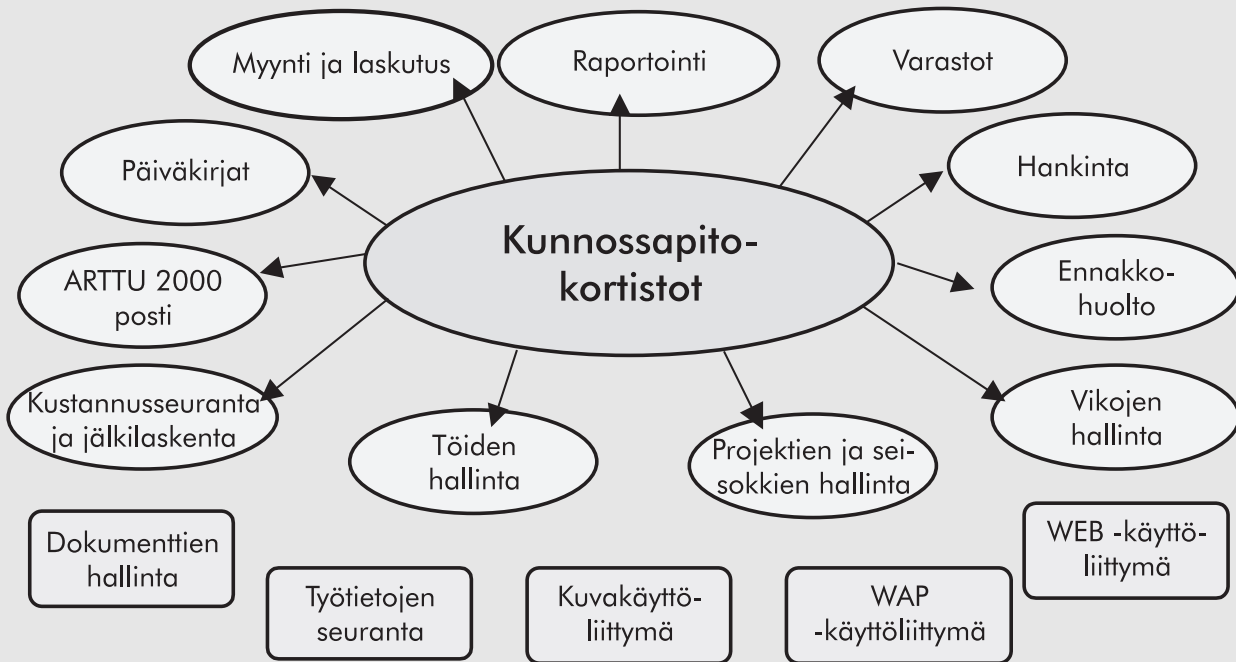 Myynti ja laskutus
Raportointi
Varastot
Päiväkirjat
Hankinta
Kunnossapito-
kortistot
ARTTU 2000
posti
Ennakko-
huolto
Kustannusseuranta
ja jälkilaskenta
Töiden
hallinta
Projektien ja sei-
sokkien hallinta
Vikojen
hallinta
Dokumenttien
hallinta
Työtietojen
seuranta
Kuvakäyttö-
liittymä
WAP
-käyttöliittymä
WEB -käyttö-
liittymä